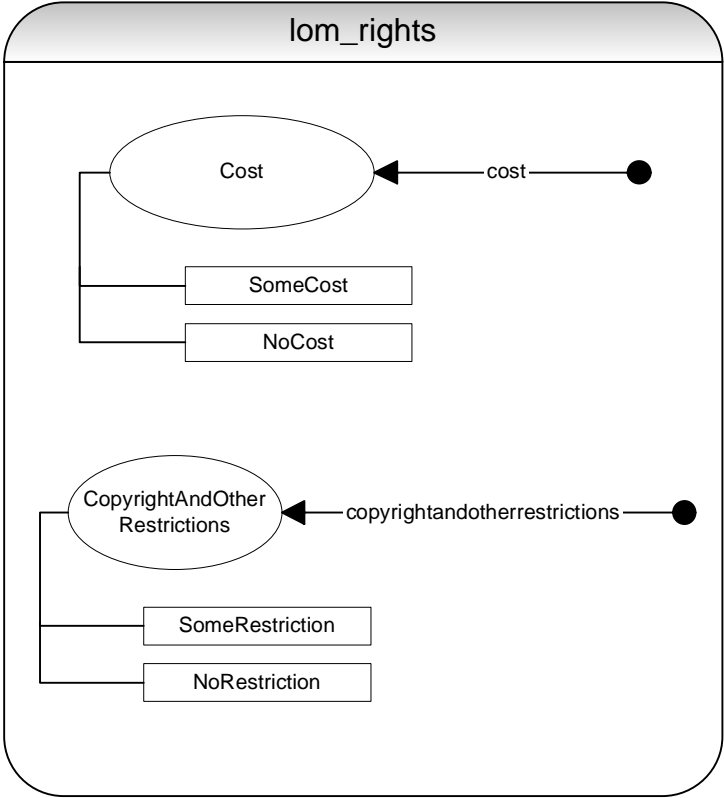 lom_rights
Cost
cost
SomeCost
NoCost
CopyrightAndOther
Restrictions
copyrightandotherrestrictions
SomeRestriction
NoRestriction